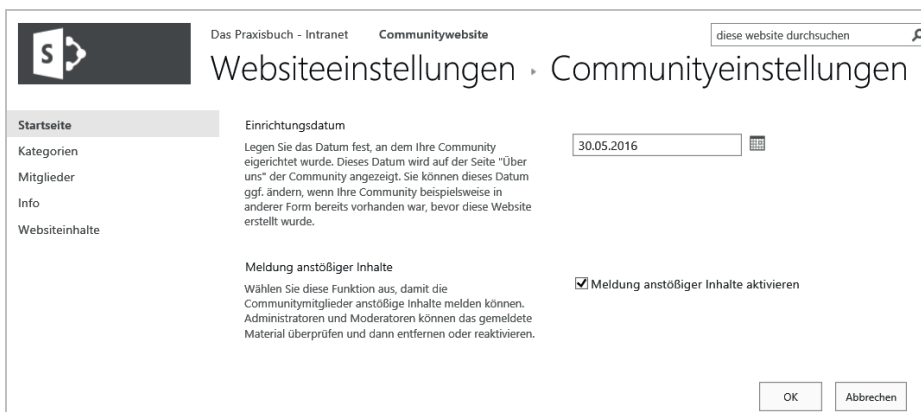 S
Das Praxisbuch - Intranet Communitywebsite
diese website durchsuchen
Websiteeinstellungen Communityeinstellungen
Startseite
Kategorien
Mitglieder
Info
Websiteinhalte
Einrichtungsdatum
Legen Sie das Datum fest, an dem Ihre Community
eigerichtet wurde. Dieses Datum wird auf der Seite "Über
uns" der Community angezeigt. Sie können dieses Datum
ggf. ändern, wenn Ihre Community beispielsweise in
anderer Form bereits vorhanden war, bevor diese Website
erstellt wurde.
30.05.2016
Meldung anstößiger Inhalte
Wählen Sie diese Funktion aus, damit die
Communitymitglieder anstößige Inhalte melden können.
Administratoren und Moderatoren können das gemeldete
Material überprüfen und dann entfernen oder reaktivieren.
Meldung anstößiger Inhalte aktivieren
OK Abbrechen